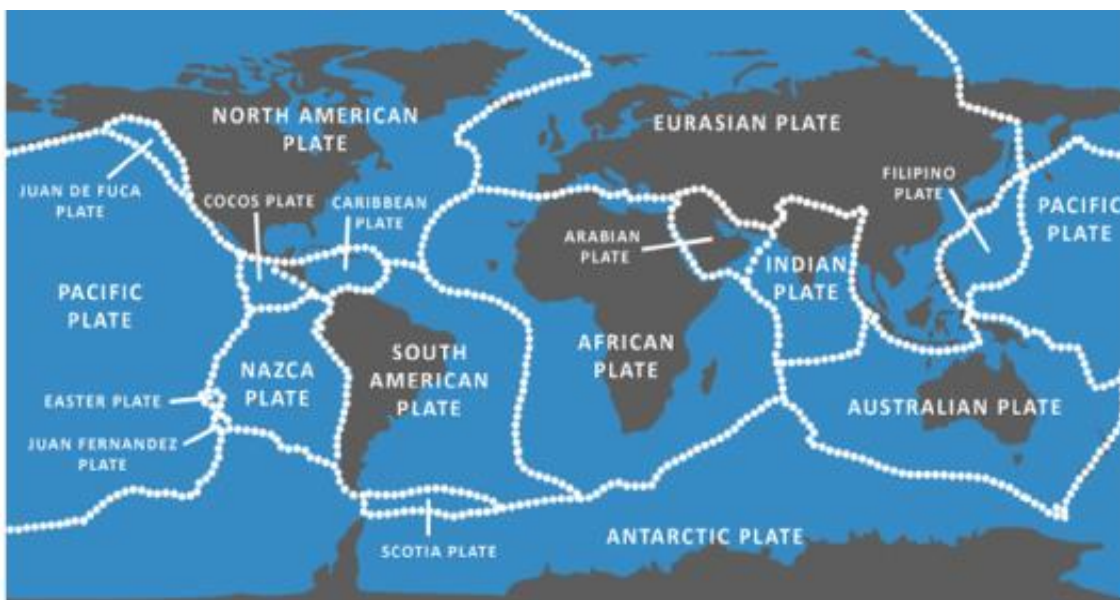 NORTH AMERICAN
PLATE
EURASIAN PLATE
JUAN DE FUCA
PLATE
COCOS PLATE
CARIBBEAN
PLATE
FILIPINO
PLATE
ARABIAN
PLATE
INDIAN
PLATE
PACIFIC
PLATE
PACIFIC
PLATE
NAZCA
PLATE
SOUTH
AMERICAN
PLATE
AFRICAN
PLATE
EASTER PLATE
JUAN FERNANDEZ
PLATE
AUSTRALIAN PLATE
SCOTIA PLATE
ANTARCTIC PLATE